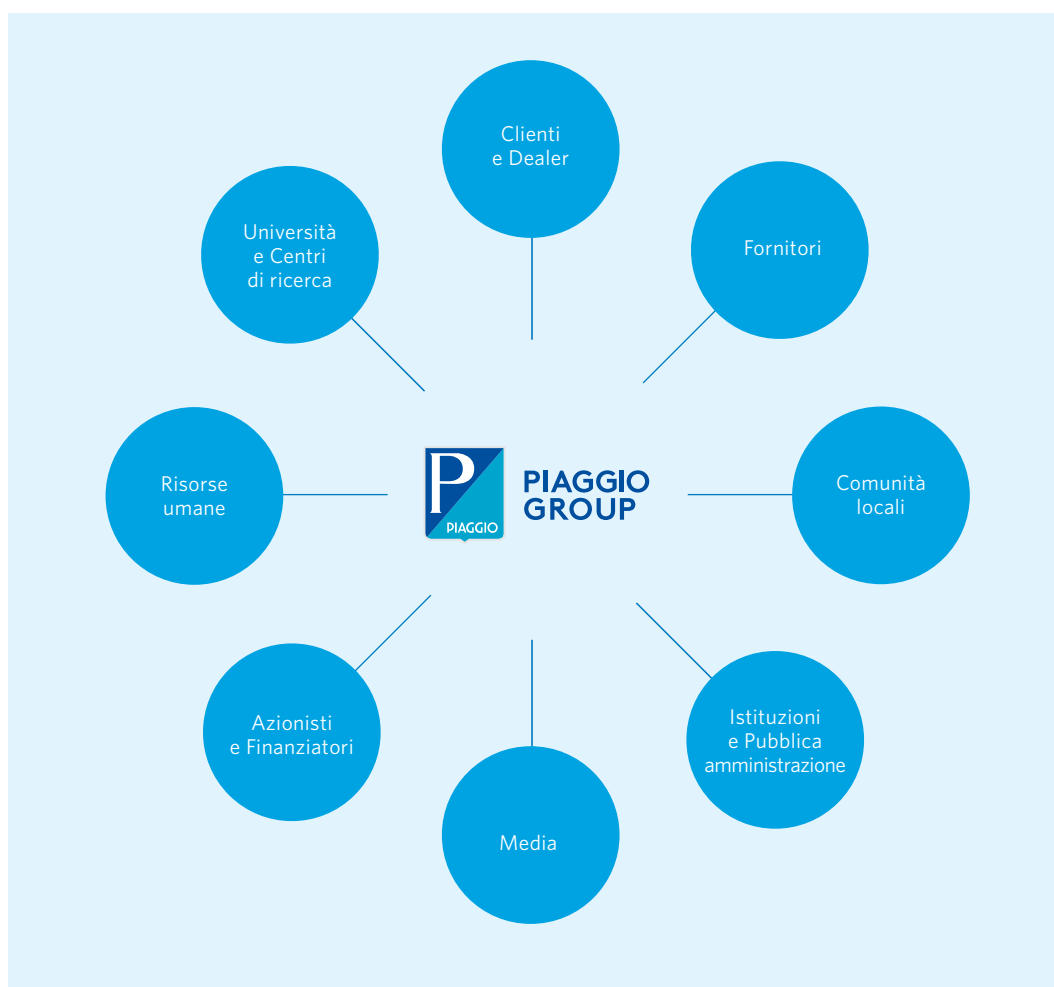 Clienti
e Dealer
Fornitori
Università
e Centri
di ricerca
Risorse
umane
P
PIAGGIO
PIAGGIO
GROUP
Comunità
locali
Azionisti
e Finanziatori
Istituzioni
e Pubblica
amministrazione
Media